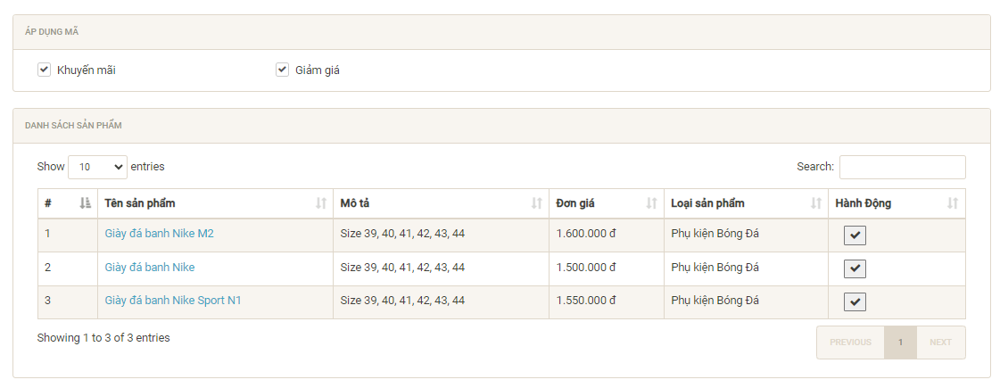 ÁP DỤNG MÃ
Khuyến mãi Giảm giá
DANH SÁCH SẢN PHẨM
Show 10 entries Search:
# Tên sản phẩm Mô tả Đơn giá Loại sản phẩm Hành Động
1 Giày đá banh Nike M2 Size 39, 40, 41, 42, 43, 44 1.600.000 đ Phụ kiện Bóng Đá
2 Giày đá banh Nike Size 39, 40, 41, 42, 43, 44 1.500.000 đ Phụ kiện Bóng Đá
3 Giày đá banh Nike Sport N1 Size 39, 40, 41, 42, 43, 44 1.550.000 đ Phụ kiện Bóng Đá
Showing 1 to 3 of 3 entries PREVIOUS 1 NEXT